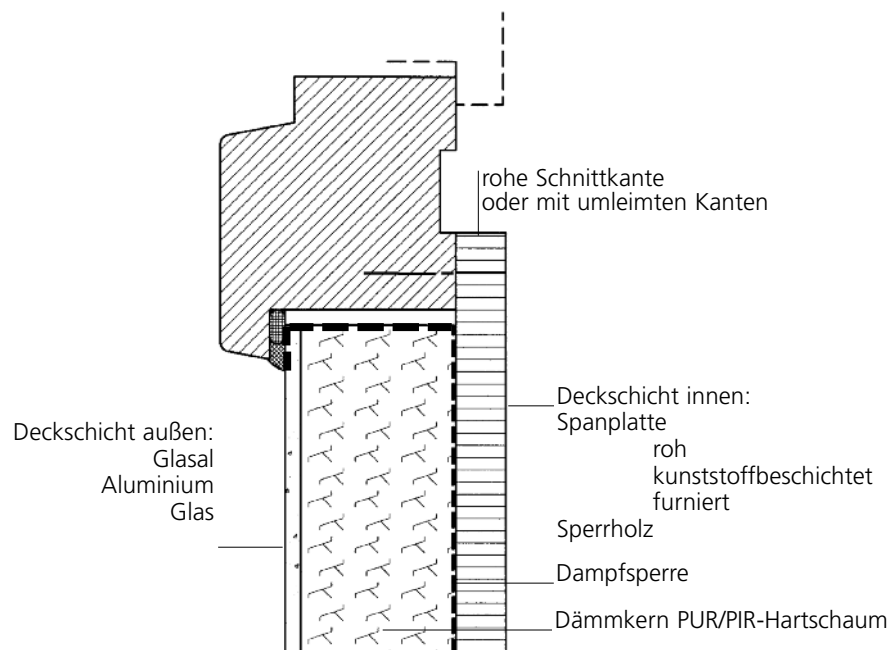 rohe Schnittkante
oder mit umleimten Kanten
Deckschicht außen:
Glasal
Aluminium
Glas
Deckschicht innen:
Spanplatte
roh
kunststoffbeschichtet
furniert
Sperrholz
Dampfsperre
Dämmkern PUR/PIR-Hartschaum